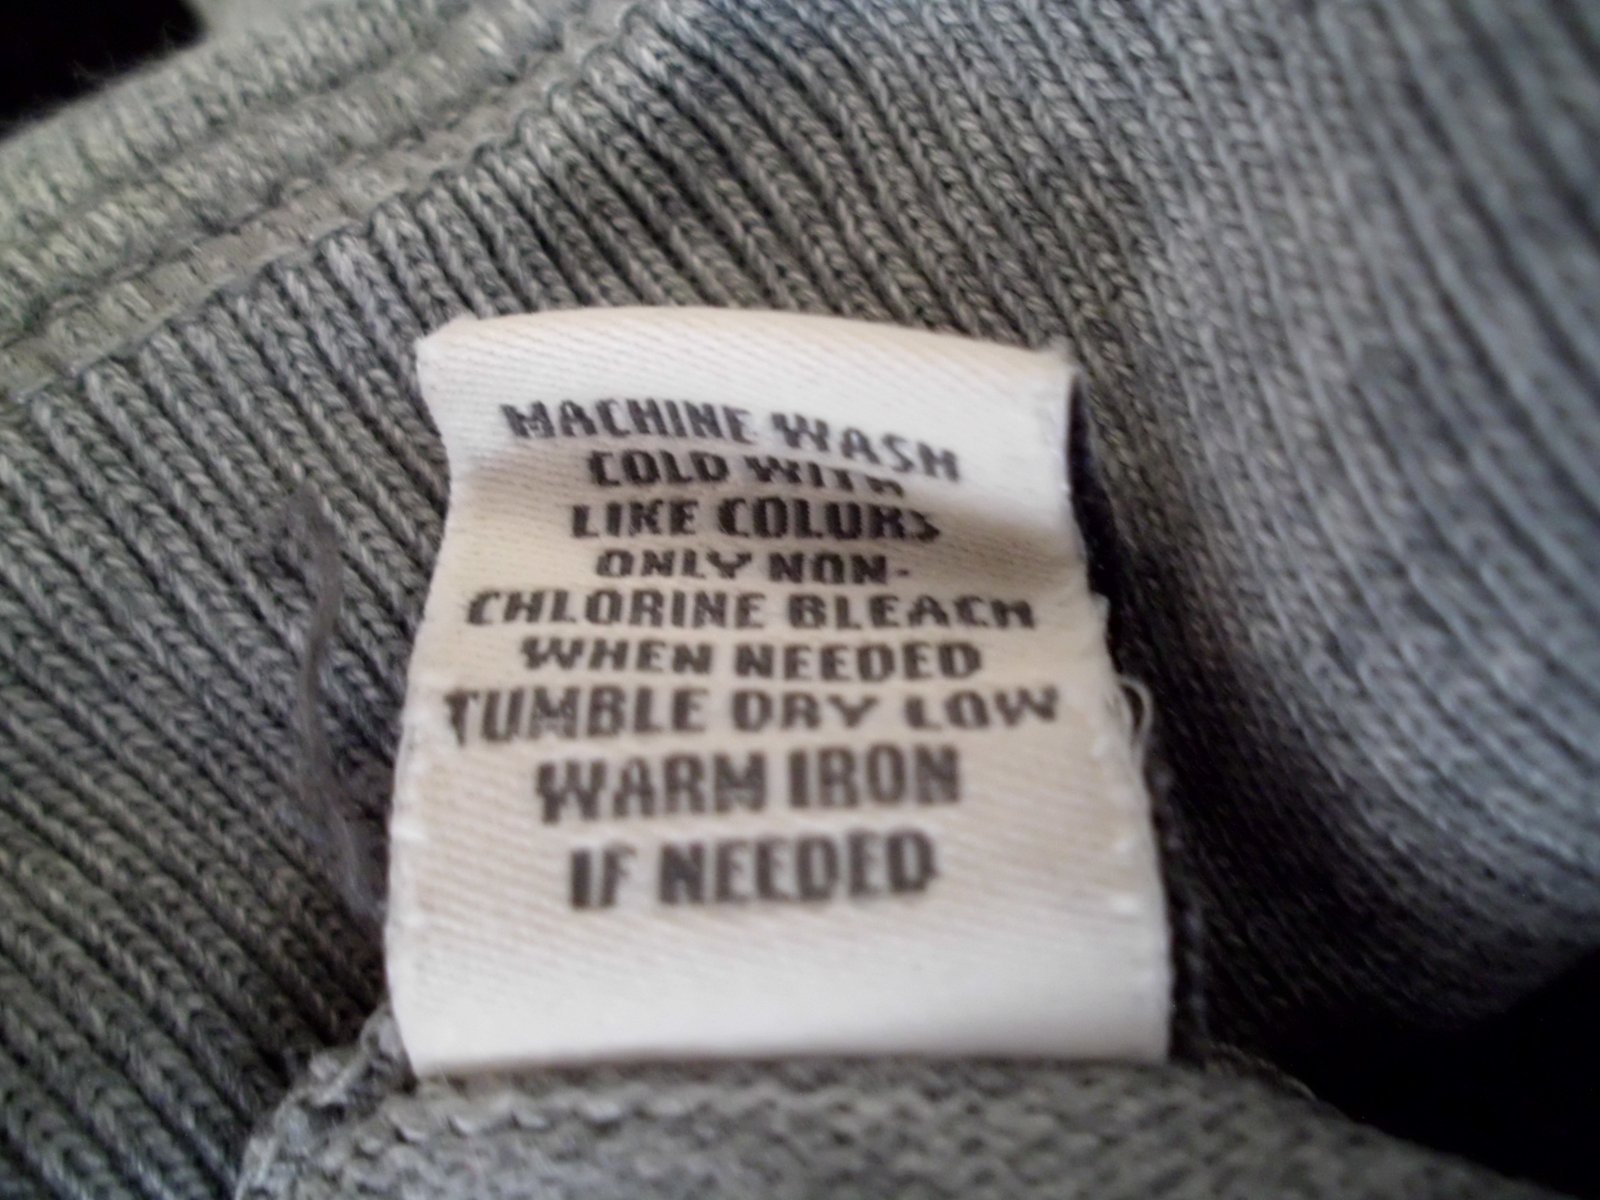 MACHINE WASH
COLD WITH
LIKE COLORS
ONLY NON-
CHLORINE BLEACH
WHEN NEEDED
TUMBLE DRY LOW
WARM IRON
IF NEEDED